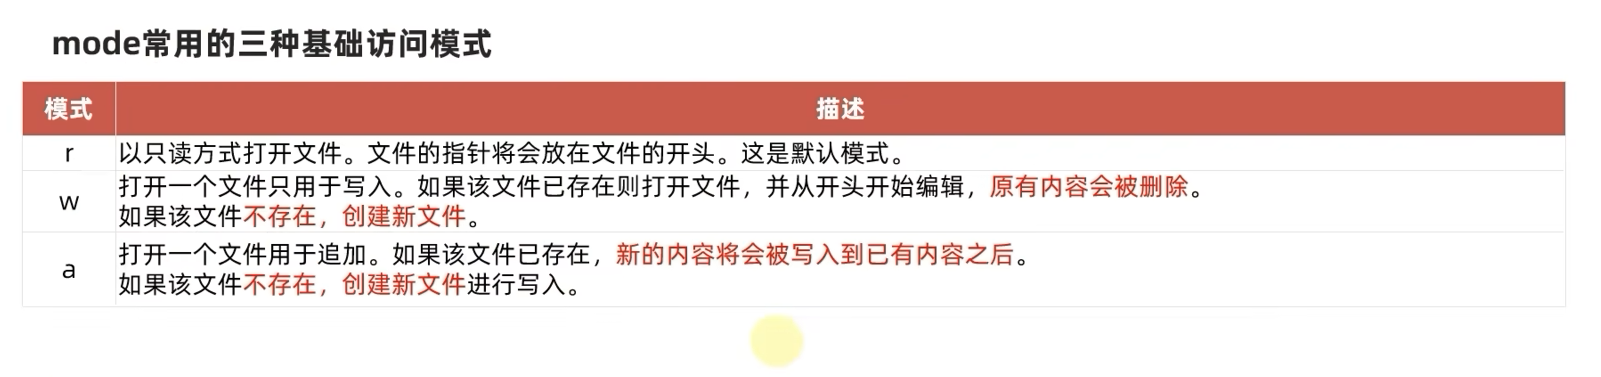 mode常用的三种基础访问模式
模式
描述
r
以只读方式打开文件。文件的指针将会放在文件的开头。这是默认模式。
w
打开一个文件只用于写入。如果该文件已存在则打开文件，并从开头开始编辑，原有内容会被删除。
如果该文件不存在，创建新文件。
a
打开一个文件用于追加。如果该文件已存在，新的内容将会被写入到已有内容之后。
如果该文件不存在，创建新文件进行写入。